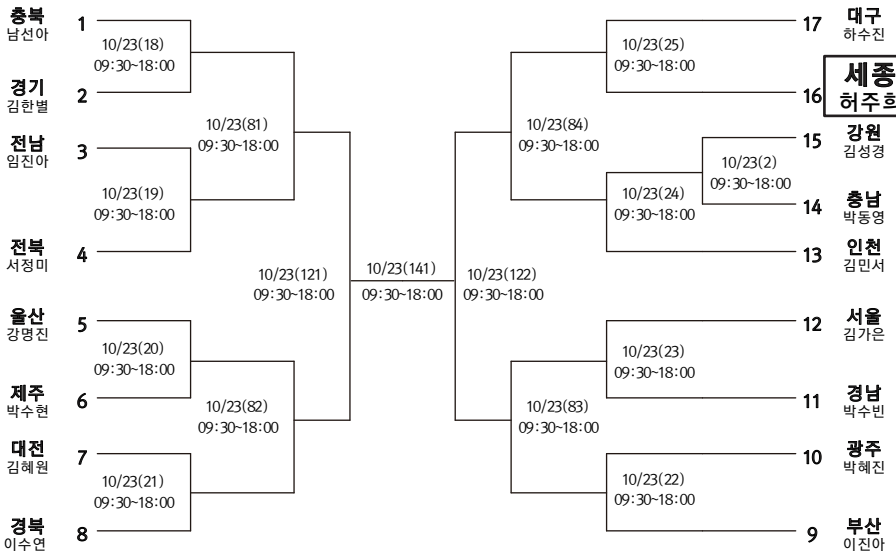 충북
남선아
1
10/23(18)
09:30~18:00
경기
김한별
2
10/23(81)
09:30~18:00
전남
임진아
3
10/23(19)
09:30~18:00
전북
서정미
4
10/23(121)
09:30~18:00
울산
강명진
5
10/23(20)
09:30~18:00
제주
박수현
6
10/23(82)
09:30~18:00
대전
김혜원
7
10/23(21)
09:30~18:00
경북
이수연
8
10/23(141)
09:30~18:00
17
대구
하수진
10/23(25)
09:30~18:00
16
세종
허주희
10/23(84)
09:30~18:00
15
강원
김성경
10/23(2)
09:30~18:00
10/23(24)
09:30~18:00
14
충남
박동영
13
인천
김민서
10/23(122)
09:30~18:00
12
서울
김가은
10/23(23)
09:30~18:00
11
경남
박수빈
10/23(83)
09:30~18:00
10
광주
박혜진
10/23(22)
09:30~18:00
9
부산
이진아